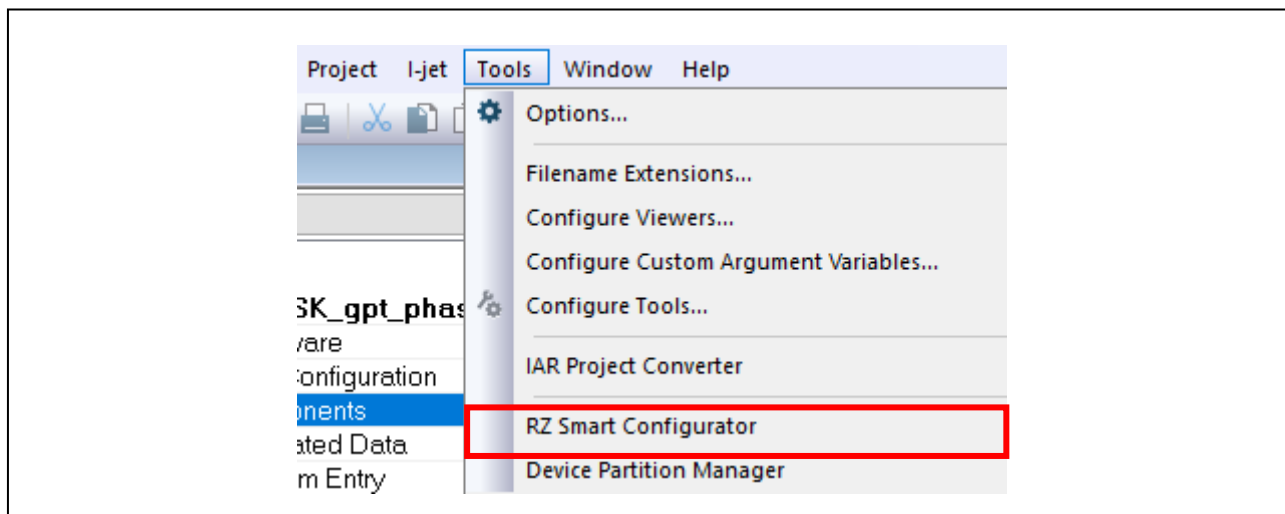 Project I-jet Tools Window Help
Options...
Filename Extensions...
Configure Viewers...
Configure Custom Argument Variables...
SK_gpt_phas
Configure Tools...
vare
IAR Project Converter
Configuration
onents
RZ Smart Configurator
ated Data
Device Partition Manager
m Entry